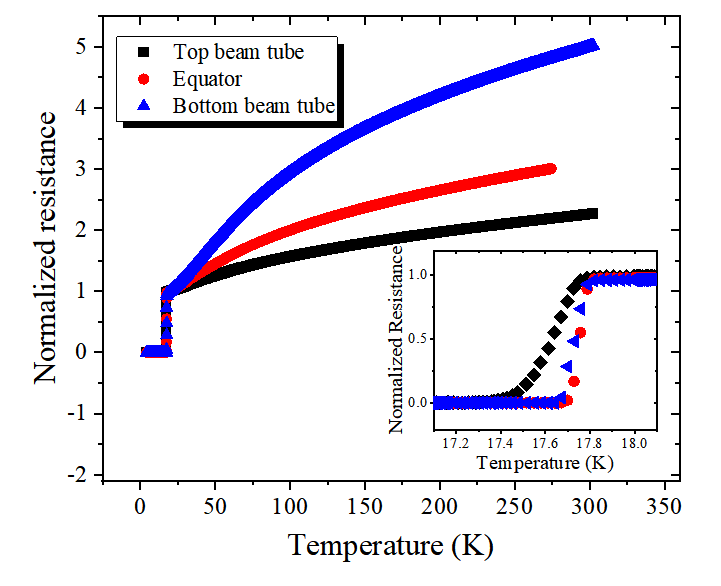 Top beam tube
Equator
Bottom beam tube
Normalized resistance
5
4
3
2
1
0
-1
-2
0 50 100 150 200 250 300 350
Temperature (K)
Normalized Resistance
1.0
0.5
0.0
17.2 17.4 17.6 17.8 18.0
Temperature (K)